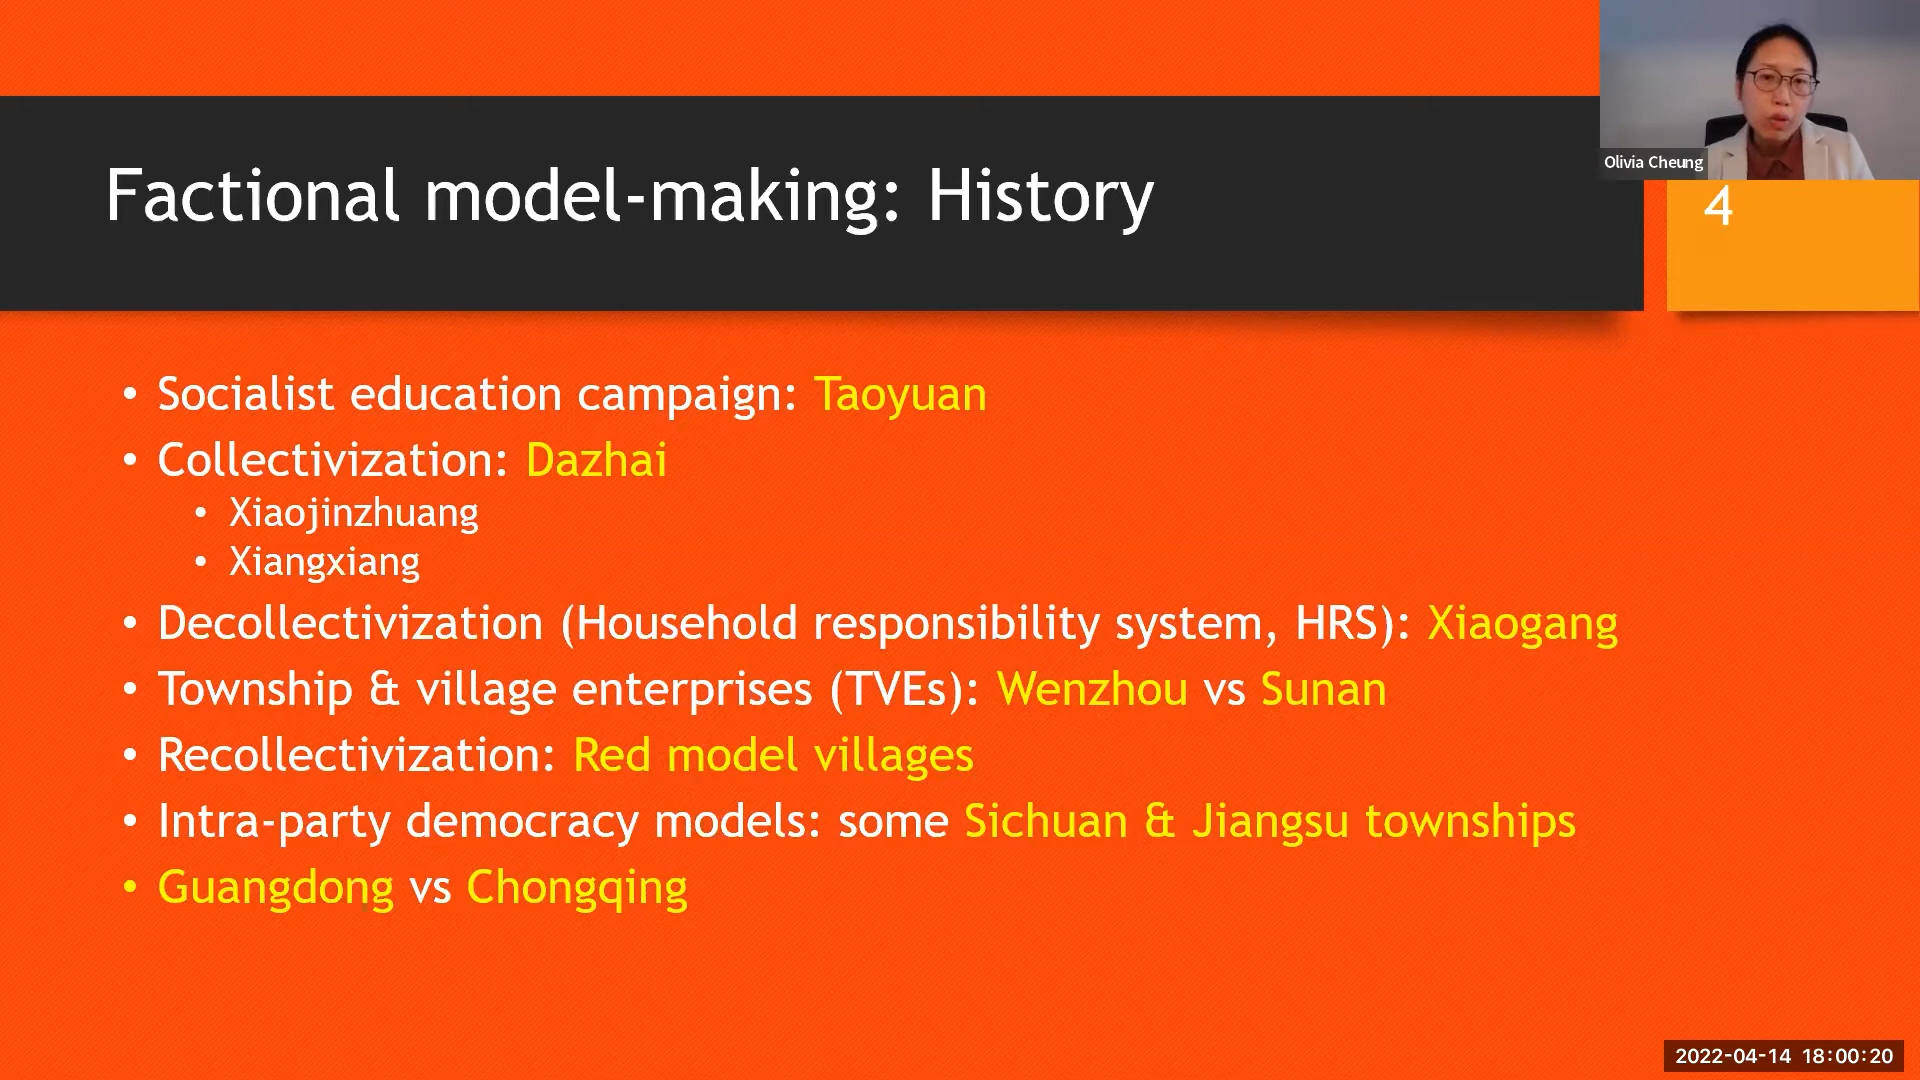 Olivia Cheung
Factional model-making: History
4
• Socialist education campaign: Taoyuan
• Collectivization: Dazhai
• Xiaojinzhuang
• Xiangxiang
• Decollectivization (Household responsibility system, HRS): Xiaogang
• Township & village enterprises (TVEs): Wenzhou vs Sunan
• Recollectivization: Red model villages
• Intra-party democracy models: some Sichuan & Jiangsu townships
• Guangdong vs Chongqing
2022-04-14 18:00:20